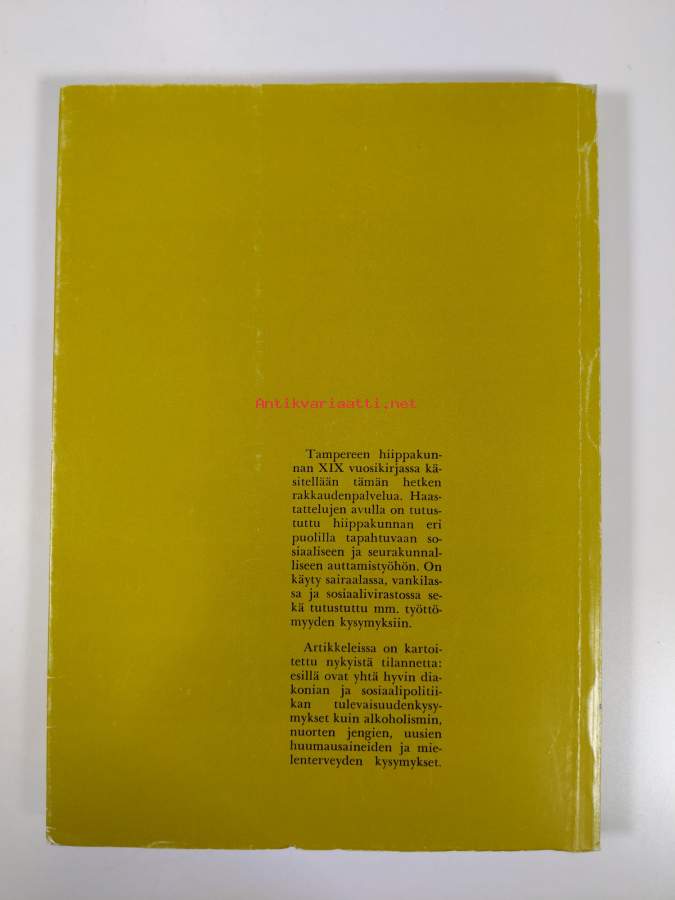 Antikvariaatti.net
Tampereen hiippakun-
nan XIX vuosikirjassa kä-
sitellään tämän hetken
rakkaudenpalvelua. Haas-
tattelujen avulla on tutus-
tuttu hiippakunnan eri
puolilla tapahtuvaan so-
siaaliseen ja seurakunnal-
liseen auttamistyöhön. On
käyty sairaalassa, vankilas-
sa ja sosiaalivirastossa se-
kä tutustuttu mm. työttö-
myyden kysymyksiin.
Artikkeleissa on kartoi-
tettu nykyistä tilannetta:
esillä ovat yhtä hyvin dia-
konian ja sosiaalipolitii-
kan tulevaisuudenkysy-
mykset kuin alkoholismin,
nuorten jengien, uusien
huumausaineiden ja mie-
lenterveyden kysymykset.